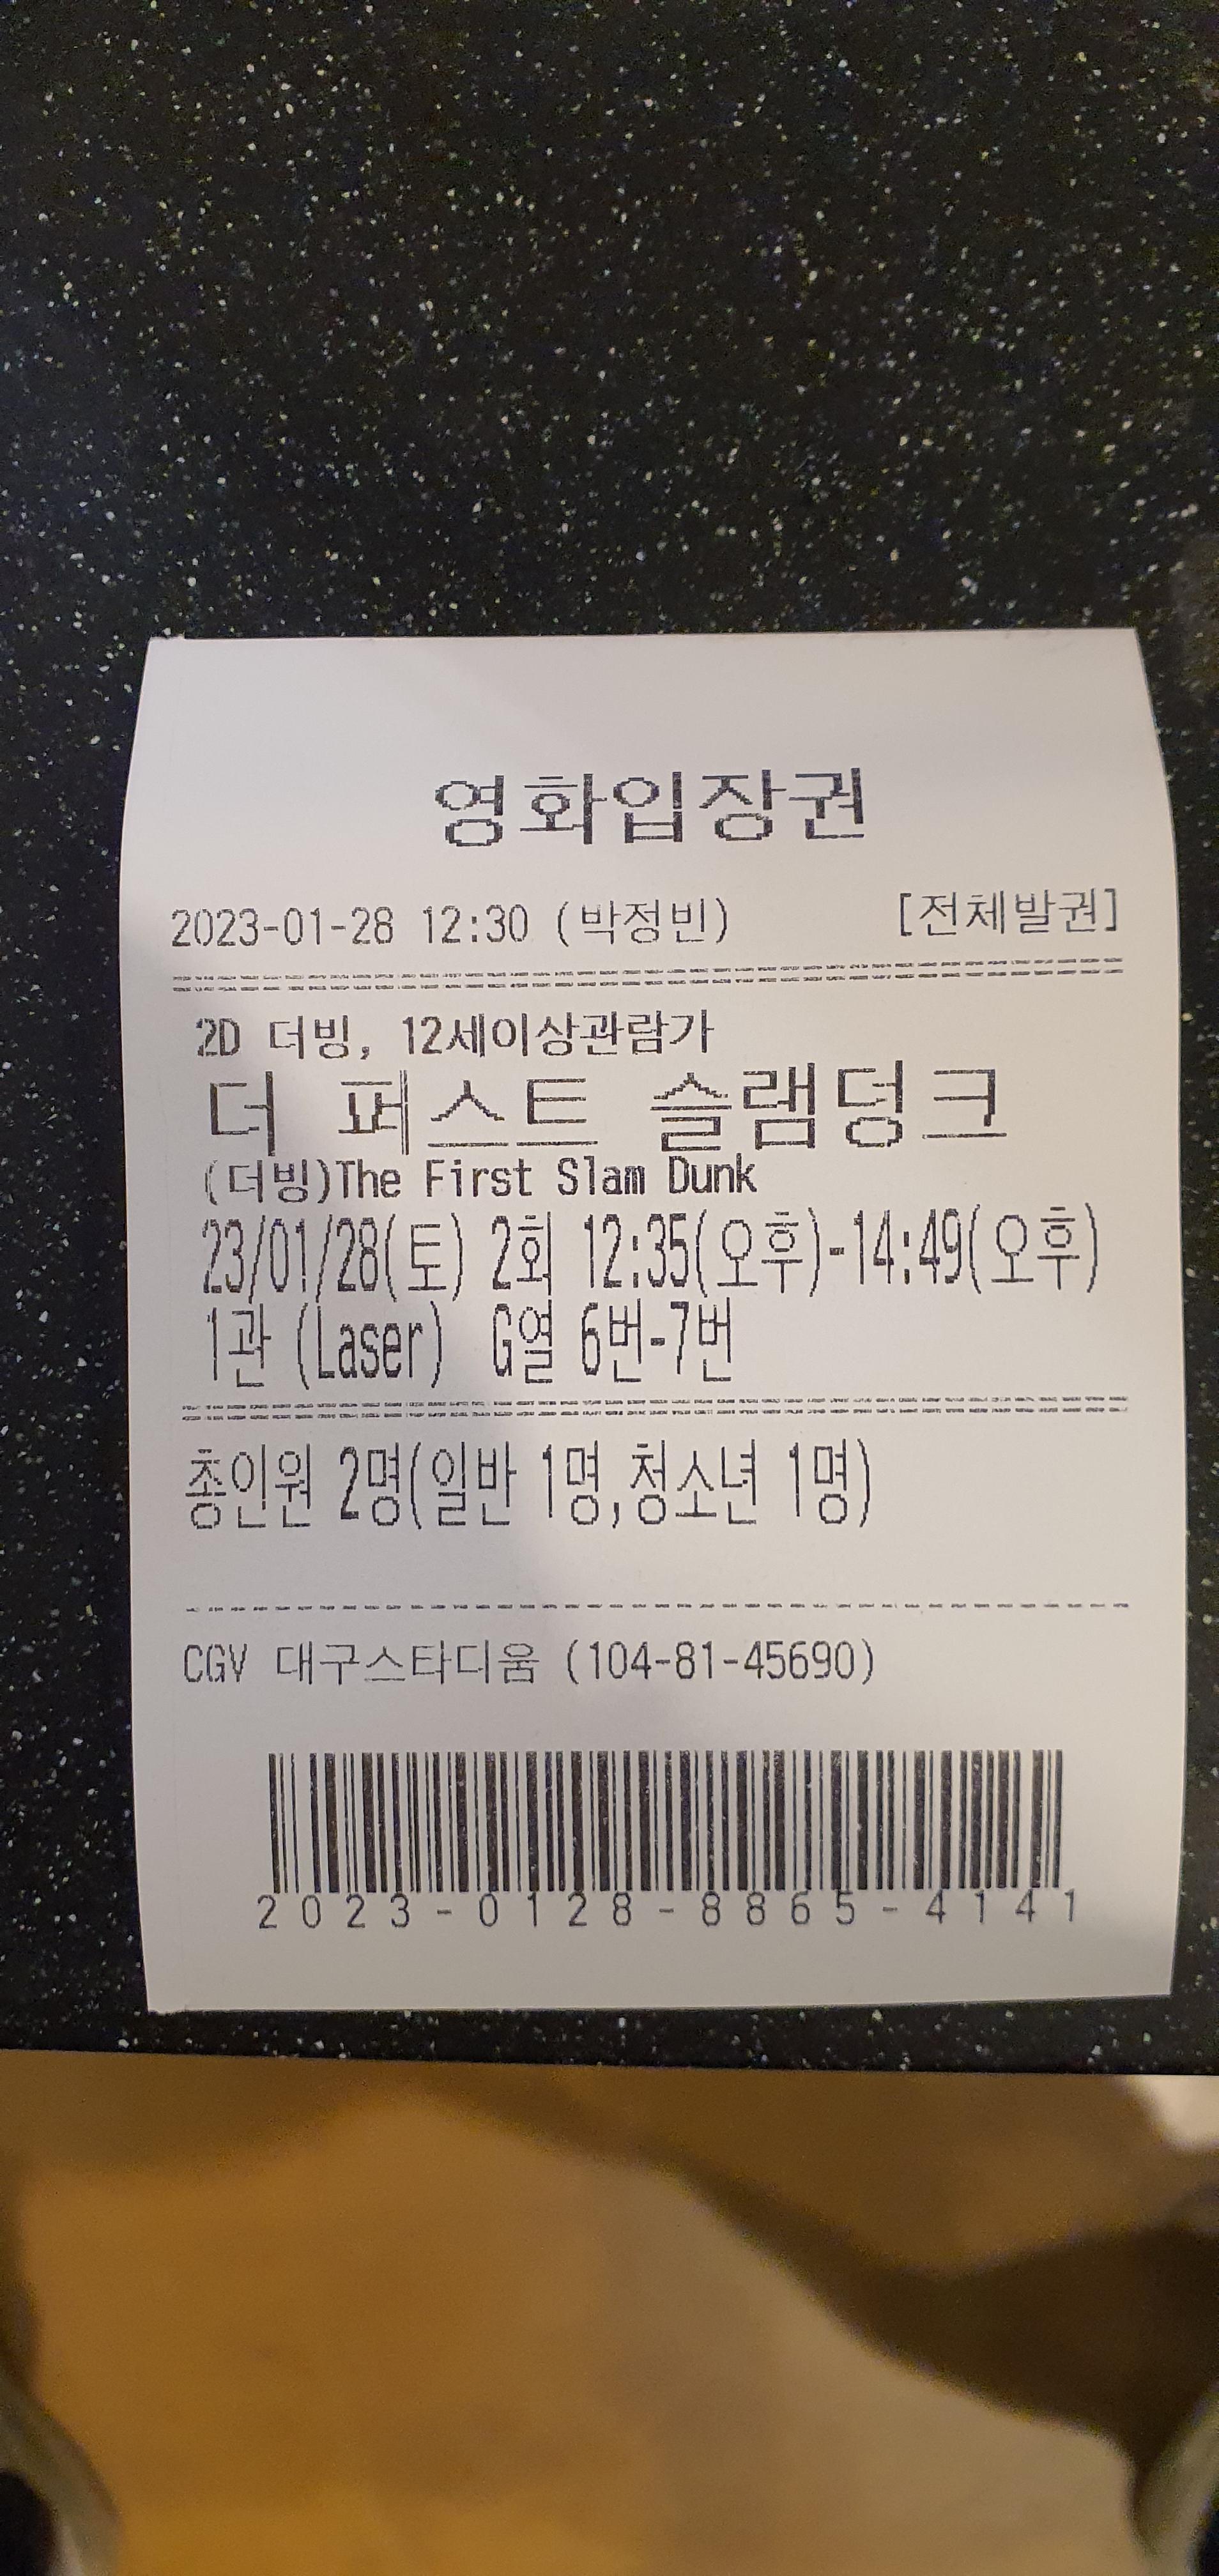 영화입장권
2023-01-28 12:30 (박정빈) [전체발권]
2D 더빙, 12세이상관람가
더 퍼스트 슬램덩크
(더빙)The First Slam Dunk
23/01/28(토) 2회 12:35(오후)-14:49(오후)
1관 (Laser) G열 6번-7번
총인원 2명(일반 1명,청소년 1명)
CGV 대구스타디움 (104-81-45690)
2023-0128-8865-4141